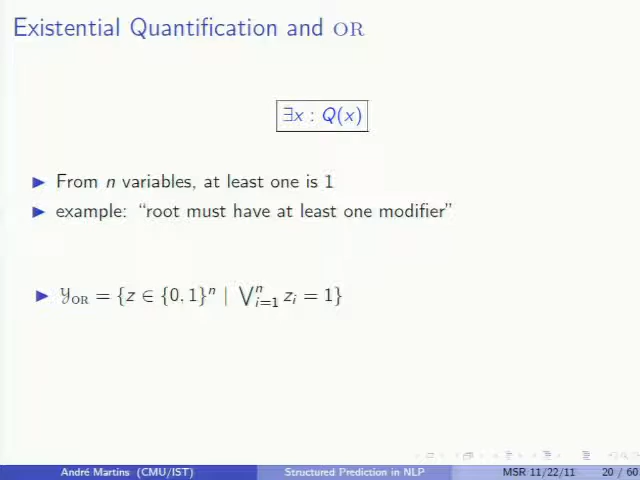 Existential Quantification and OR
∃x : Q(x)
▶ From n variables, at least one is 1
▶ example: “root must have at least one modifier”
▶ 𝒴OR = {z ∈ {0, 1}ⁿ | ⋁ⁿᵢ₌₁ zᵢ = 1}
André Martins (CMU/IST) Structured Prediction in NLP MSR 11/22/11 20 / 60